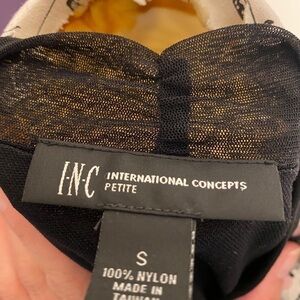 I·N·C INTERNATIONAL CONCEPTS
PETITE
S
100% NYLON
MADE IN
TAIWAN